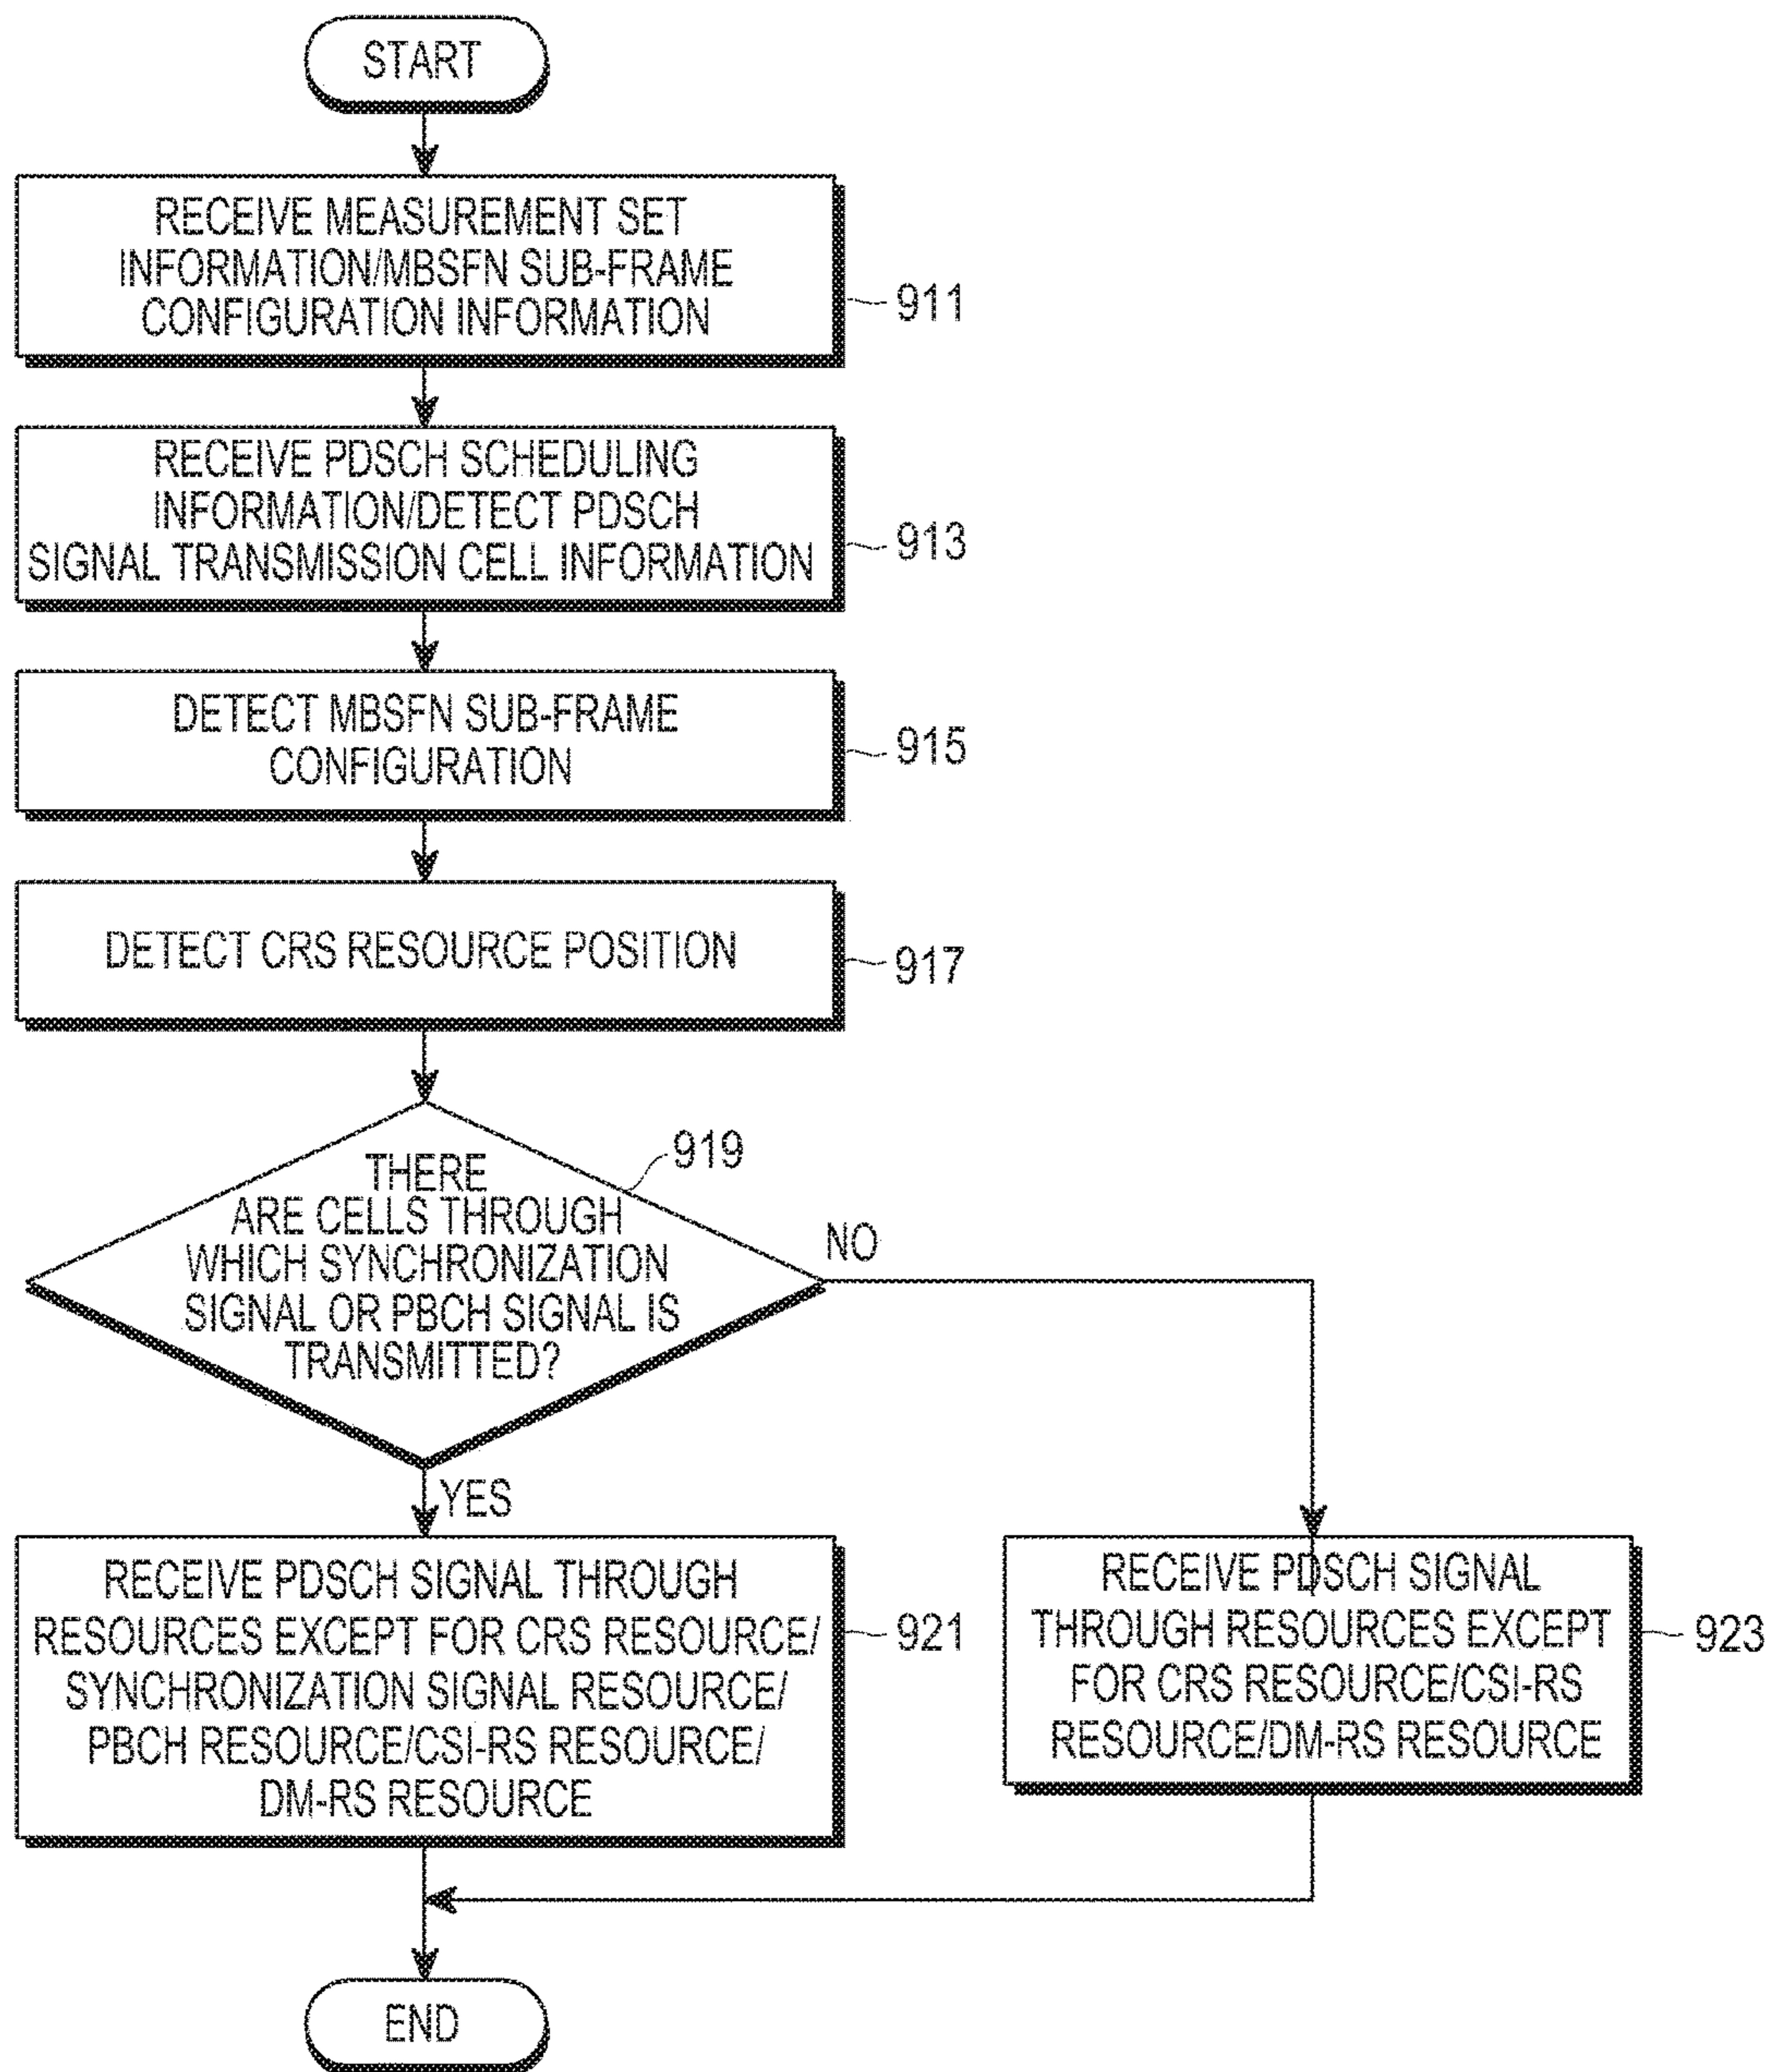 START
RECEIVE MEASUREMENT SET
INFORMATION/MBSFN SUB-FRAME
CONFIGURATION INFORMATION
911
RECEIVE PDSCH SCHEDULING
INFORMATION/DETECT PDSCH
SIGNAL TRANSMISSION CELL INFORMATION
913
DETECT MBSFN SUB-FRAME
CONFIGURATION
915
DETECT CRS RESOURCE POSITION
917
919
THERE
ARE CELLS THROUGH
WHICH SYNCHRONIZATION
SIGNAL OR PBCH SIGNAL IS
TRANSMITTED?
NO
YES
RECEIVE PDSCH SIGNAL THROUGH
RESOURCES EXCEPT FOR CRS RESOURCE/
SYNCHRONIZATION SIGNAL RESOURCE/
PBCH RESOURCE/CSI-RS RESOURCE/
DM-RS RESOURCE
921
RECEIVE PDSCH SIGNAL
THROUGH RESOURCES EXCEPT
FOR CRS RESOURCE/CSI-RS
RESOURCE/DM-RS RESOURCE
923
END